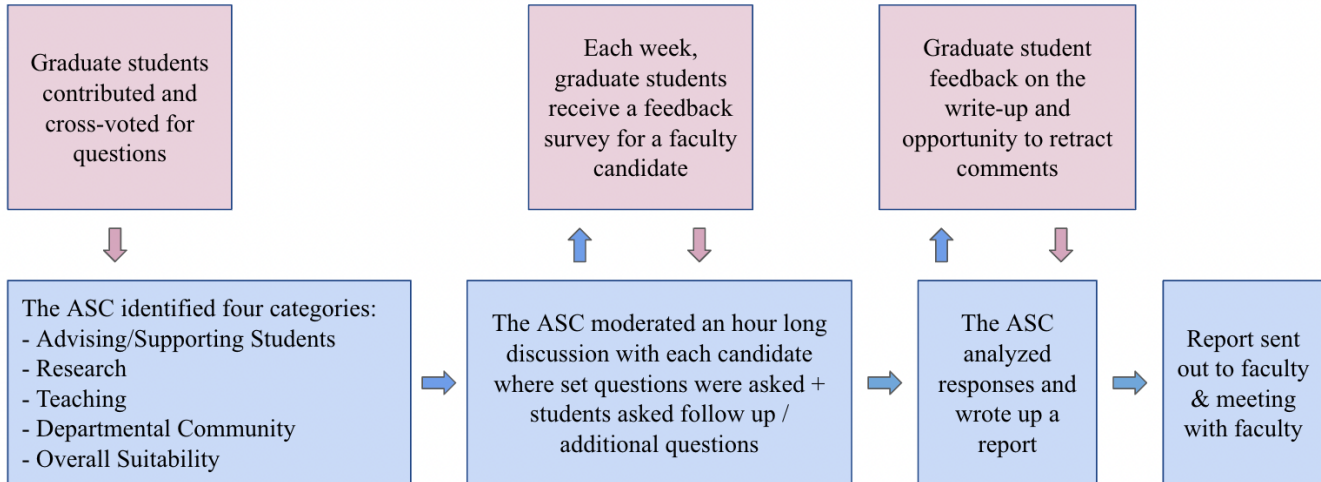 Graduate students
contributed and
cross-voted for
questions
Each week,
graduate students
receive a feedback
survey for a faculty
candidate
Graduate student
feedback on the
write-up and
opportunity to retract
comments
The ASC identified four categories:
- Advising/Supporting Students
- Research
- Teaching
- Departmental Community
- Overall Suitability
The ASC moderated an hour long
discussion with each candidate
where set questions were asked +
students asked follow up /
additional questions
The ASC
analyzed
responses and
wrote up a
report
Report sent
out to faculty
& meeting
with faculty